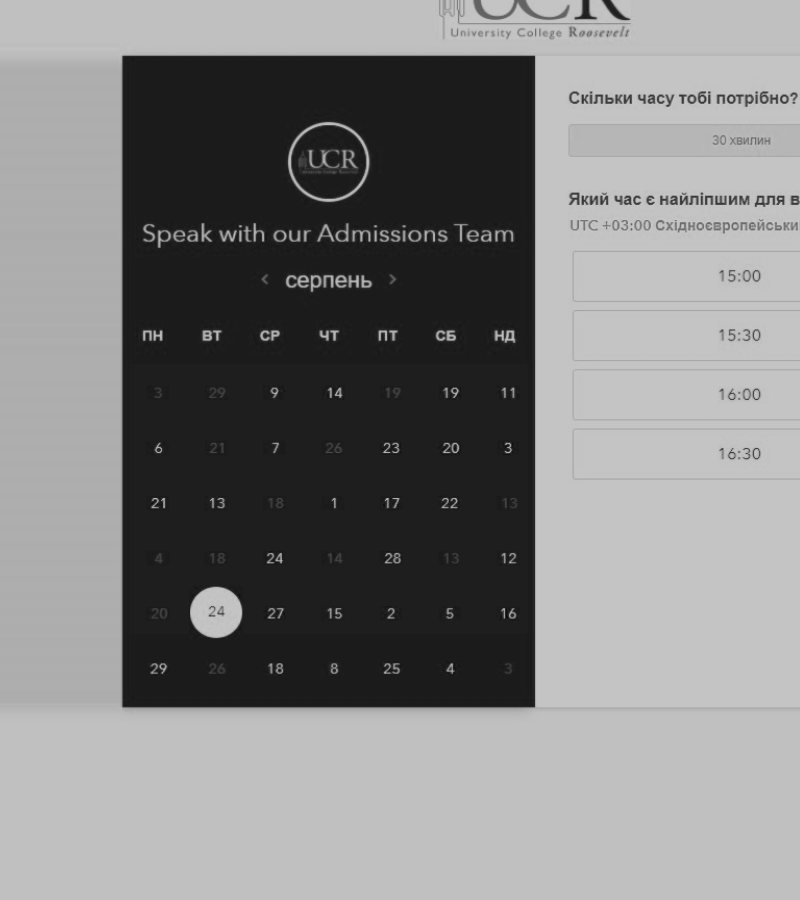 UCR
University College Roosevelt
UCR
Speak with our Admissions Team
< серпень >
ПН ВТ СР ЧТ ПТ СБ НД
3 29 9 14 19 19 11
6 21 7 26 23 20 3
21 13 18 1 17 22 13
4 18 24 14 28 13 12
20 24 27 15 2 5 16
29 26 18 8 25 4 3
Скільки часу тобі потрібно?
30 хвилин
Який час є найліпшим для в
UTC +03:00 Східноєвропейськи
15:00
15:30
16:00
16:30